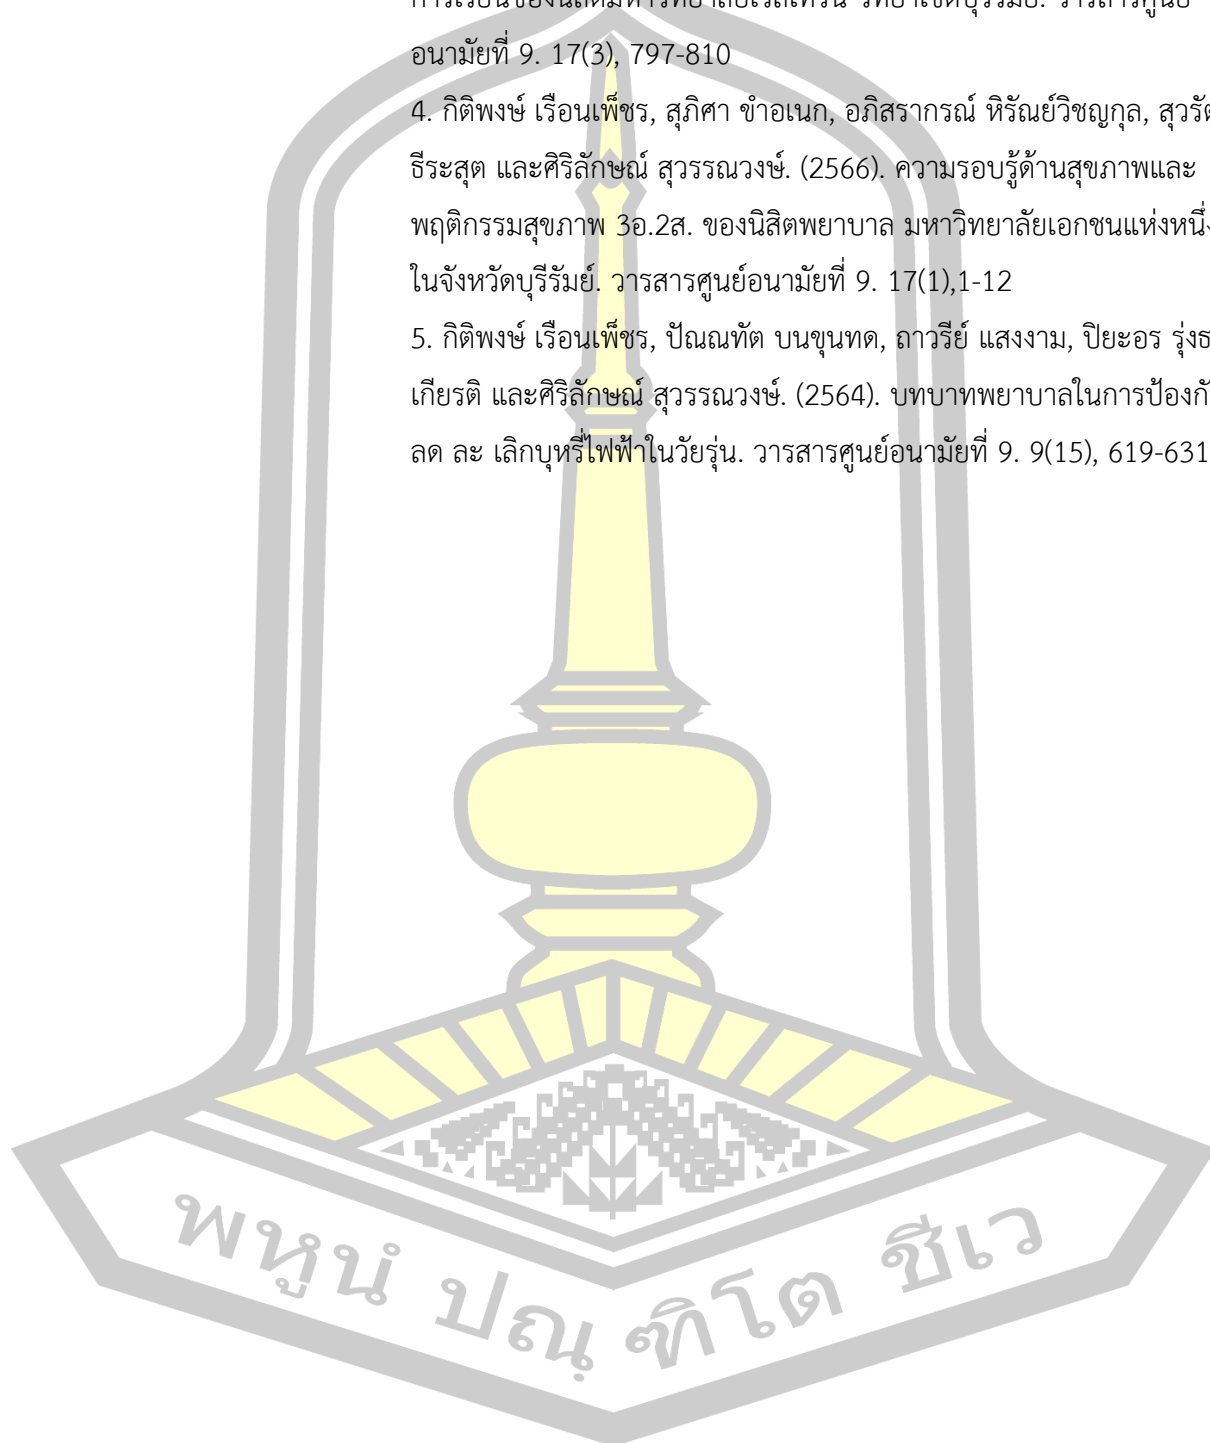 อนามัยที่ 9. 17(3), 797-810
4. กิติพงษ์ เรือนเพ็ชร, สุภิศา ขำอเนก, อภิสรากรณ์ หิรัณย์วิชญกุล,
ธีระสุต และศิริลักษณ์ สุวรรณวงษ์. (2566). ความรอบรู้ด้านสุขภาพและ
พฤติกรรมสุขภาพ 3อ.2ส. ของนิสิตพยาบาล มหาวิทยาลัยเอกชนแห่งหนึ่ง
ในจังหวัดบุรีรัมย์. วารสารศูนย์อนามัยที่ 9. 17(1),1-12
5. กิติพงษ์ เรือนเพ็ชร, ปัณณทัต บนขุนทด, ถาวรีย์ แสงงาม, ปิยะอร
เกียรติ และศิริลักษณ์ สุวรรณวงษ์. (2564). บทบาทพยาบาลในการป้องกั
ลด ละ เลิกบุหรี่ไฟฟ้าในวัยรุ่น. วารสารศูนย์อนามัยที่ 9. 9(15), 619-631
พหูนํ ปณฺฑิโต ชีเว